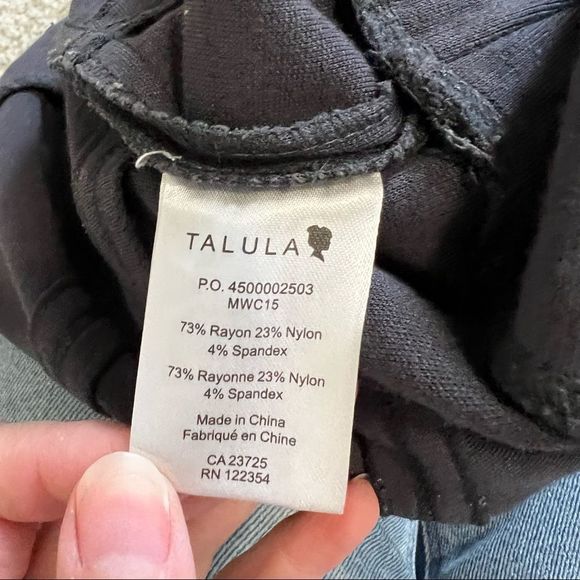 TALULA
P.O. 4500002503
MWC15
73% Rayon 23% Nylon
4% Spandex
73% Rayonne 23% Nylon
4% Spandex
Made in China
Fabriqué en Chine
CA 23725
RN 122354